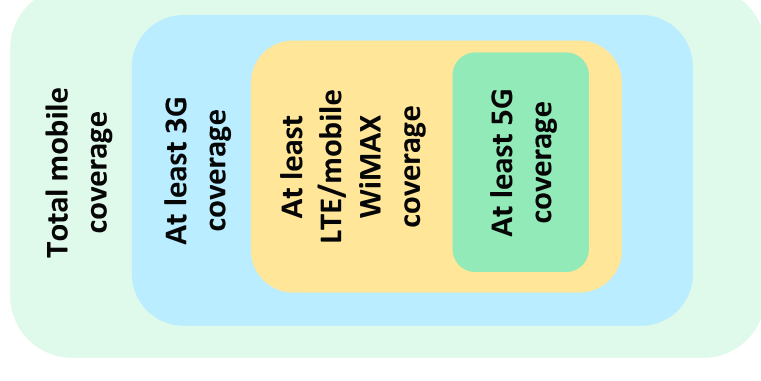 Total mobile
coverage
At least 3G
coverage
At least
LTE/mobile
WiMAX
coverage
At least 5G
coverage